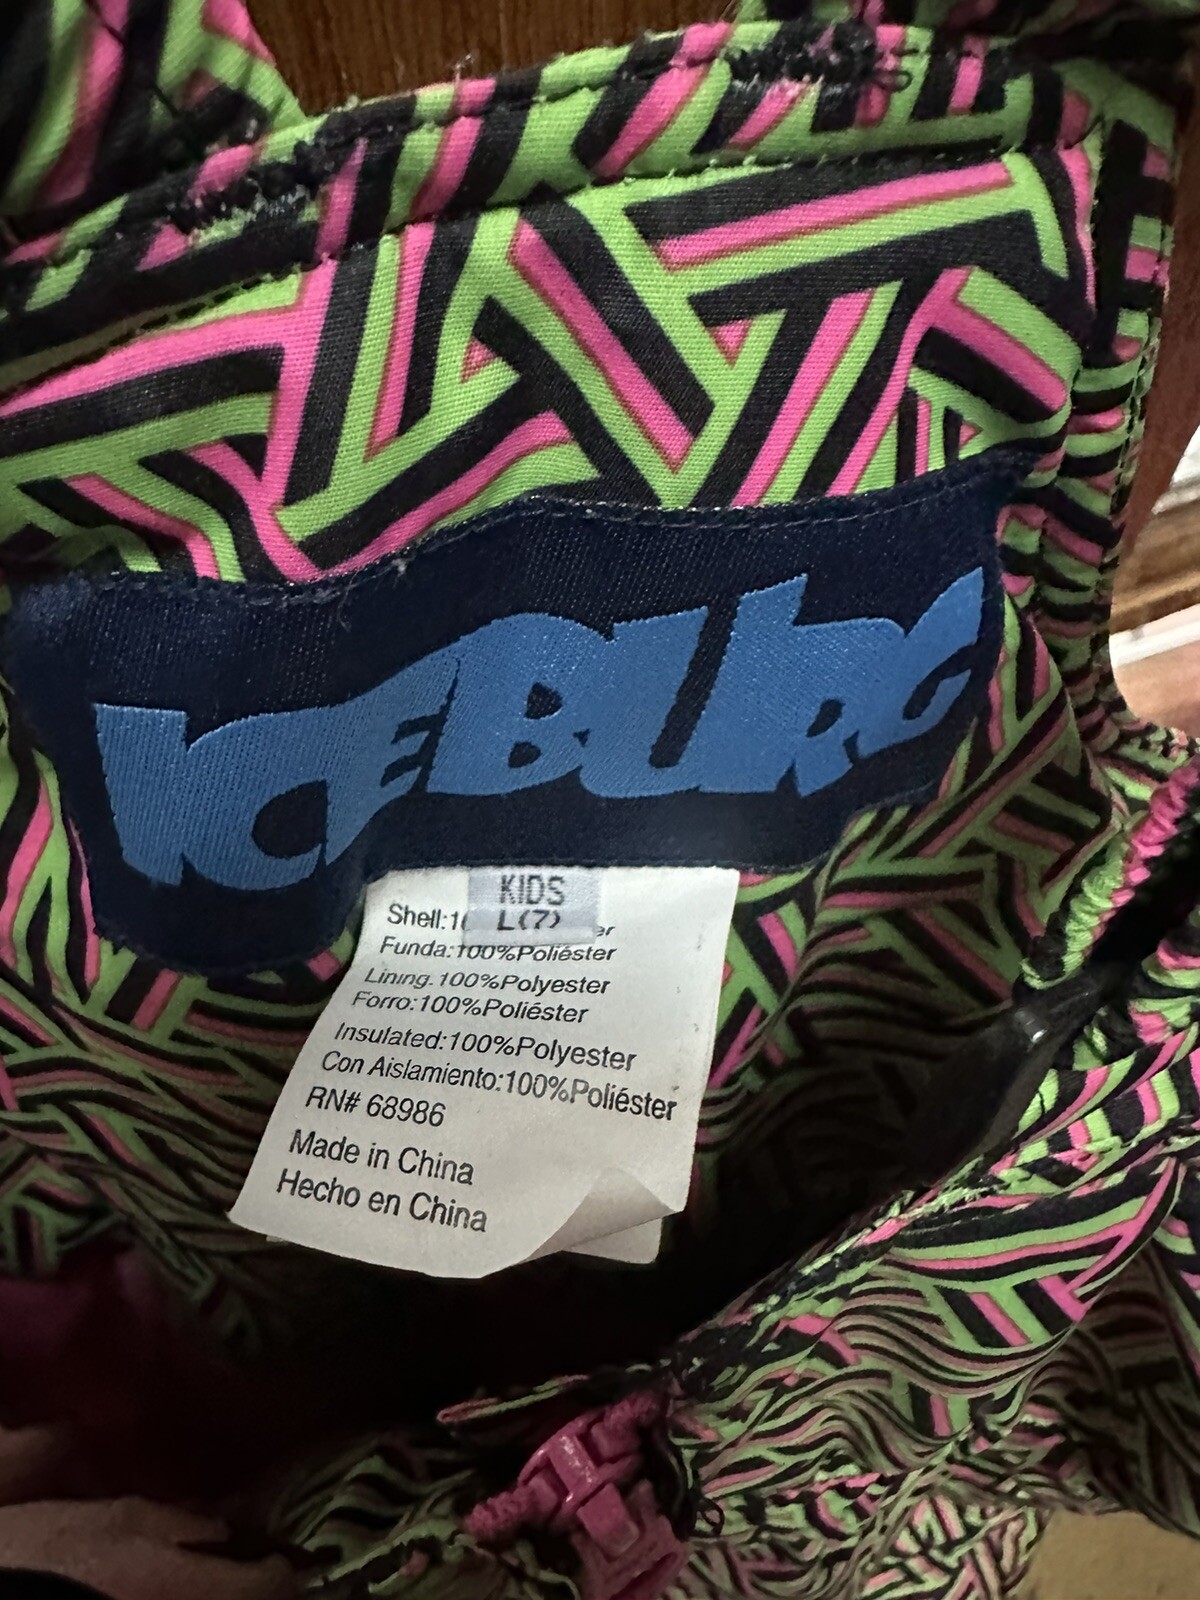 ICEBURG
KIDS
L(7)
Shell:1
Funda:100%Poliéster
Lining:100%Polyester
Forro:100%Poliéster
Insulated:100%Polyester
Con Aislamiento:100%Poliéster
RN# 68986
Made in China
Hecho en China